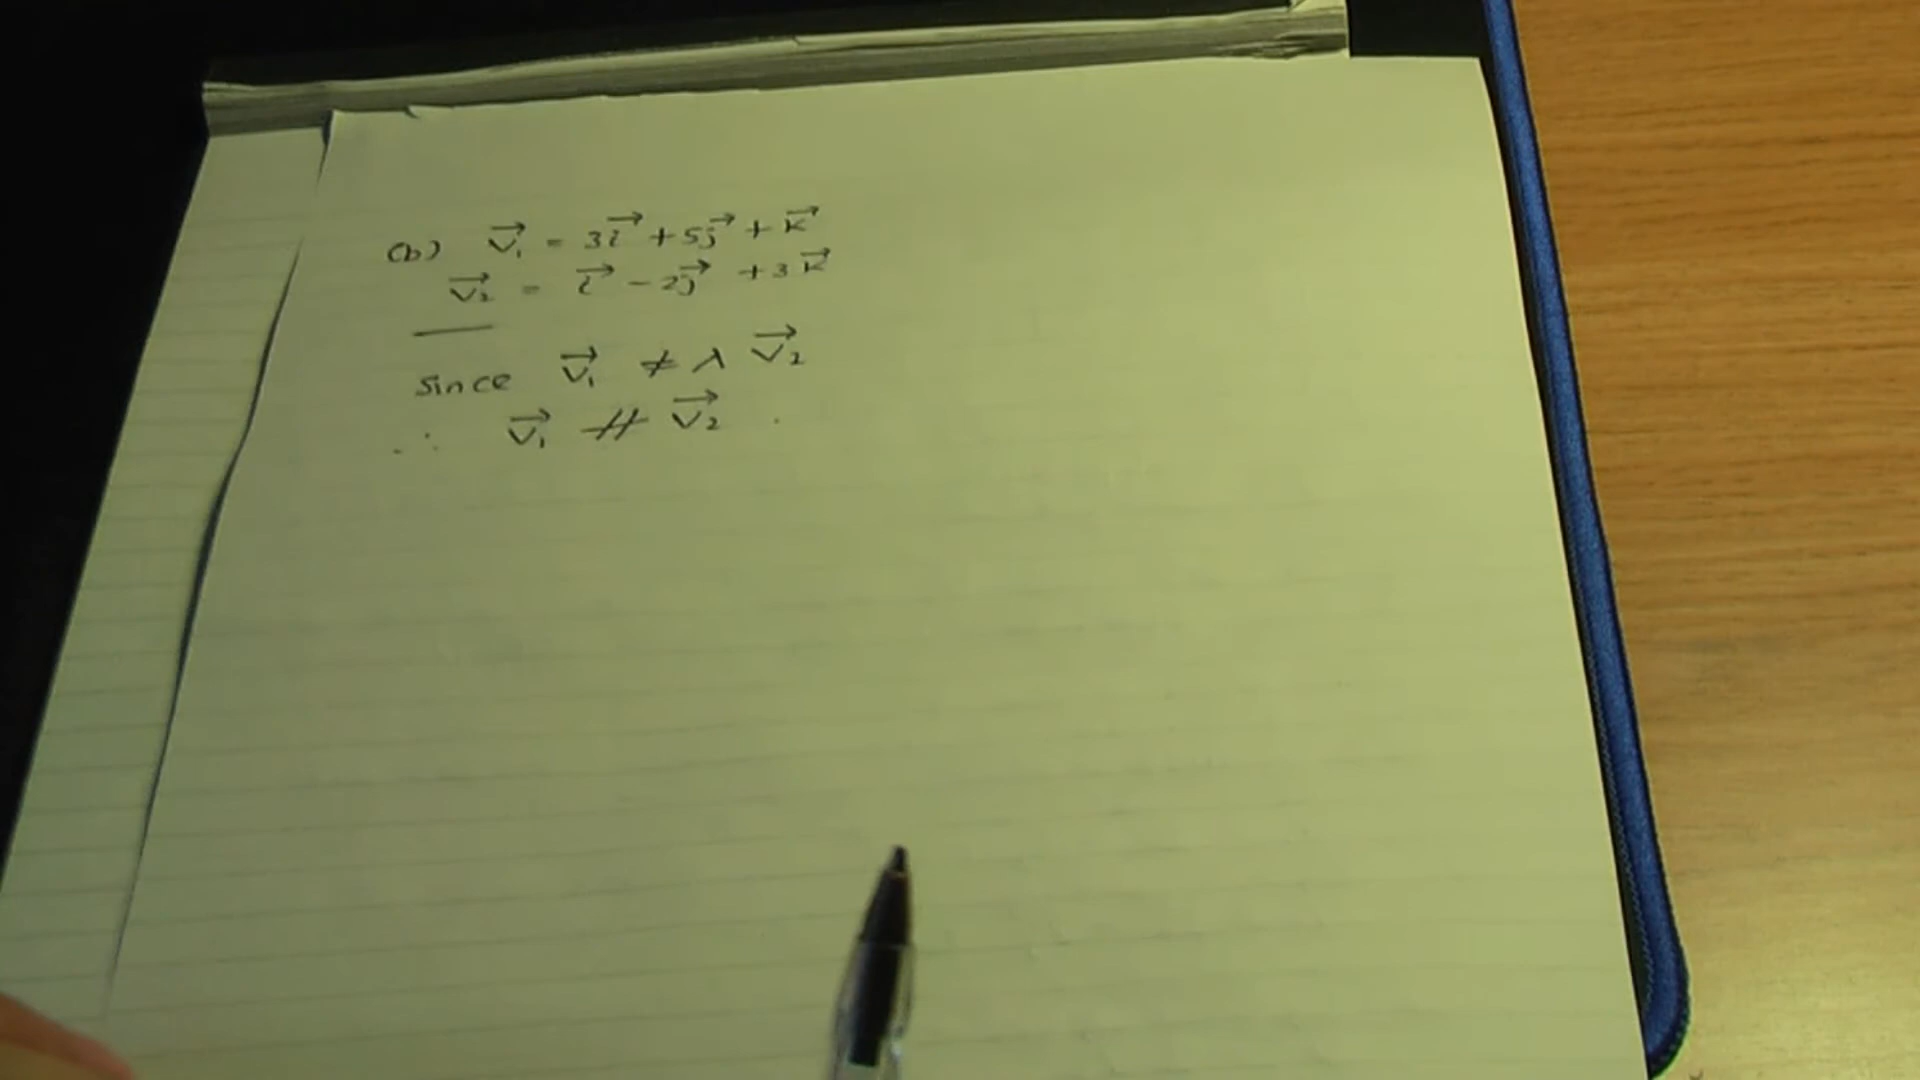 (b) v⃗₁ = 3i⃗ + 5j⃗ + k⃗
v⃗₂ = i⃗ - 2j⃗ + 3k⃗
Since v⃗₁ ≠ λ v⃗₂
∴ v⃗₁ ∦ v⃗₂ .